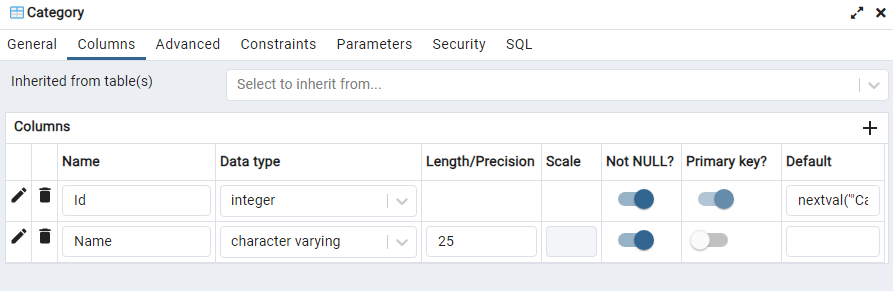 Category
General Columns Advanced Constraints Parameters Security SQL
Inherited from table(s) Select to inherit from...
Columns
Name Data type Length/Precision Scale Not NULL? Primary key? Default
Id integer nextval('"Ca
Name character varying 25